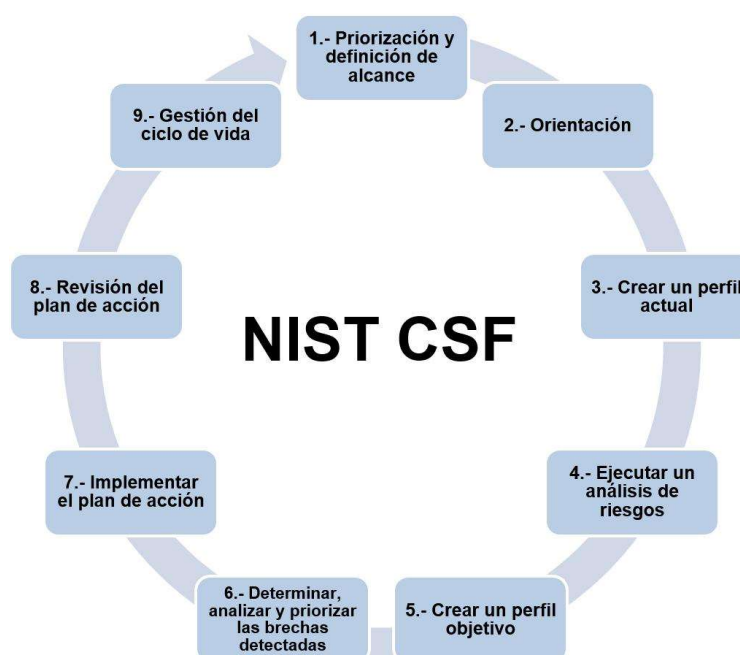 1.- Priorización y
definición de
alcance
2.- Orientación
3.- Crear un perfil
actual
4.- Ejecutar un
análisis de
riesgos
5.- Crear un perfil
objetivo
6.- Determinar,
analizar y priorizar
las brechas
detectadas
7.- Implementar
el plan de acción
8.- Revisión del
plan de acción
9.- Gestión del
ciclo de vida
NIST CSF